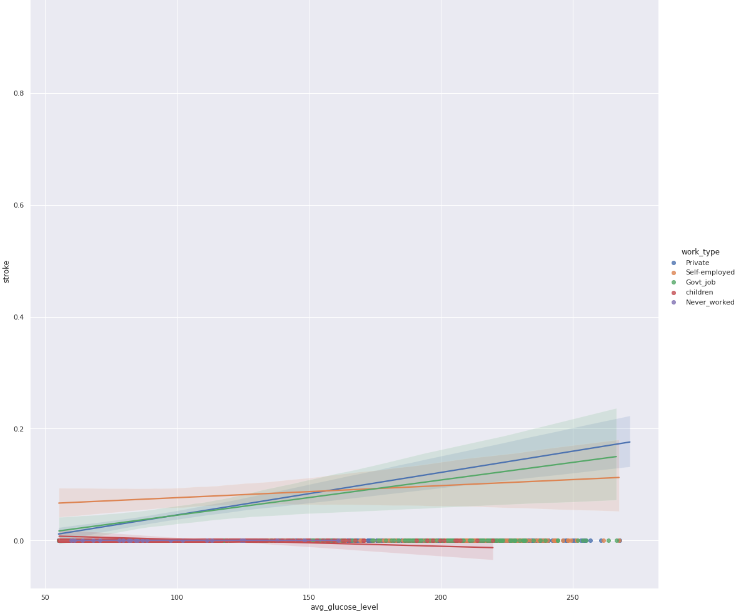 0.8
0.6
0.4
0.2
0.0
stroke
50
100
150
200
250
avg_glucose_level
work_type
Private
Self-employed
Govt_job
children
Never_worked